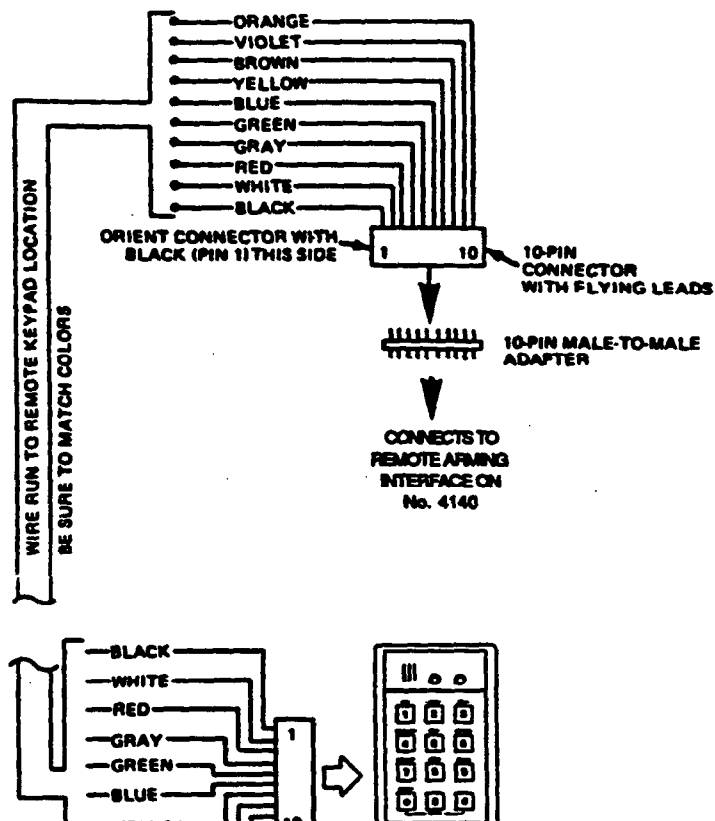 ORANGE
VIOLET
BROWN
YELLOW
BLUE
GREEN
GRAY
RED
WHITE
BLACK
ORIENT CONNECTOR WITH
BLACK (PIN 1) THIS SIDE
1 10
10-PIN
CONNECTOR
WITH FLYING LEADS
10-PIN MALE-TO-MALE
ADAPTER
CONNECTS TO
REMOTE ARMING
INTERFACE ON
No. 4140
WIRE RUN TO REMOTE KEYPAD LOCATION
BE SURE TO MATCH COLORS
BLACK
WHITE
RED
GRAY
GREEN
BLUE
1